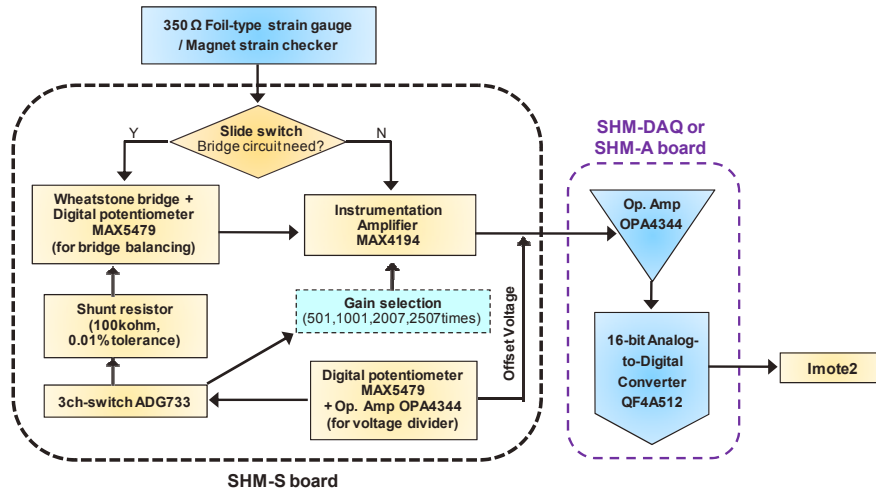 350 Ω Foil-type strain gauge
/ Magnet strain checker
Slide switch
Bridge circuit need?
Y
N
SHM-DAQ or
SHM-A board
Wheatstone bridge +
Digital potentiometer
MAX5479
(for bridge balancing)
Instrumentation
Amplifier
MAX4194
Op. Amp
OPA4344
Shunt resistor
(100kohm,
0.01%tolerance)
Gain selection
(501,1001,2007,2507times)
Offset Voltage
16-bit Analog-
to-Digital
Converter
QF4A512
Imote2
3ch-switch ADG733
Digital potentiometer
MAX5479
+ Op. Amp OPA4344
(for voltage divider)
SHM-S board